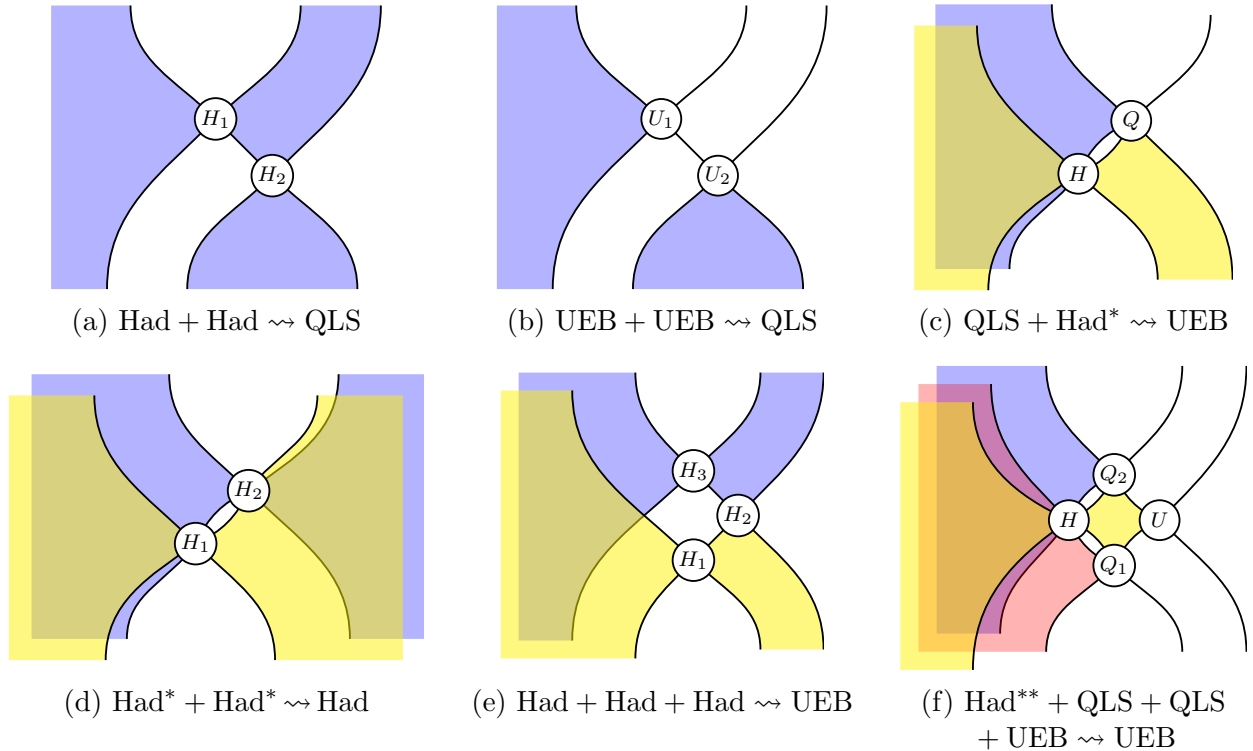 H₁
H₂
(a) Had + Had ⇝ QLS
U₁
U₂
(b) UEB + UEB ⇝ QLS
Q
H
(c) QLS + Had* ⇝ UEB
H₂
H₁
(d) Had* + Had* ⇝ Had
H₃
H₂
H₁
(e) Had + Had + Had ⇝ UEB
Q₂
H
U
Q₁
(f) Had** + QLS + QLS
+ UEB ⇝ UEB